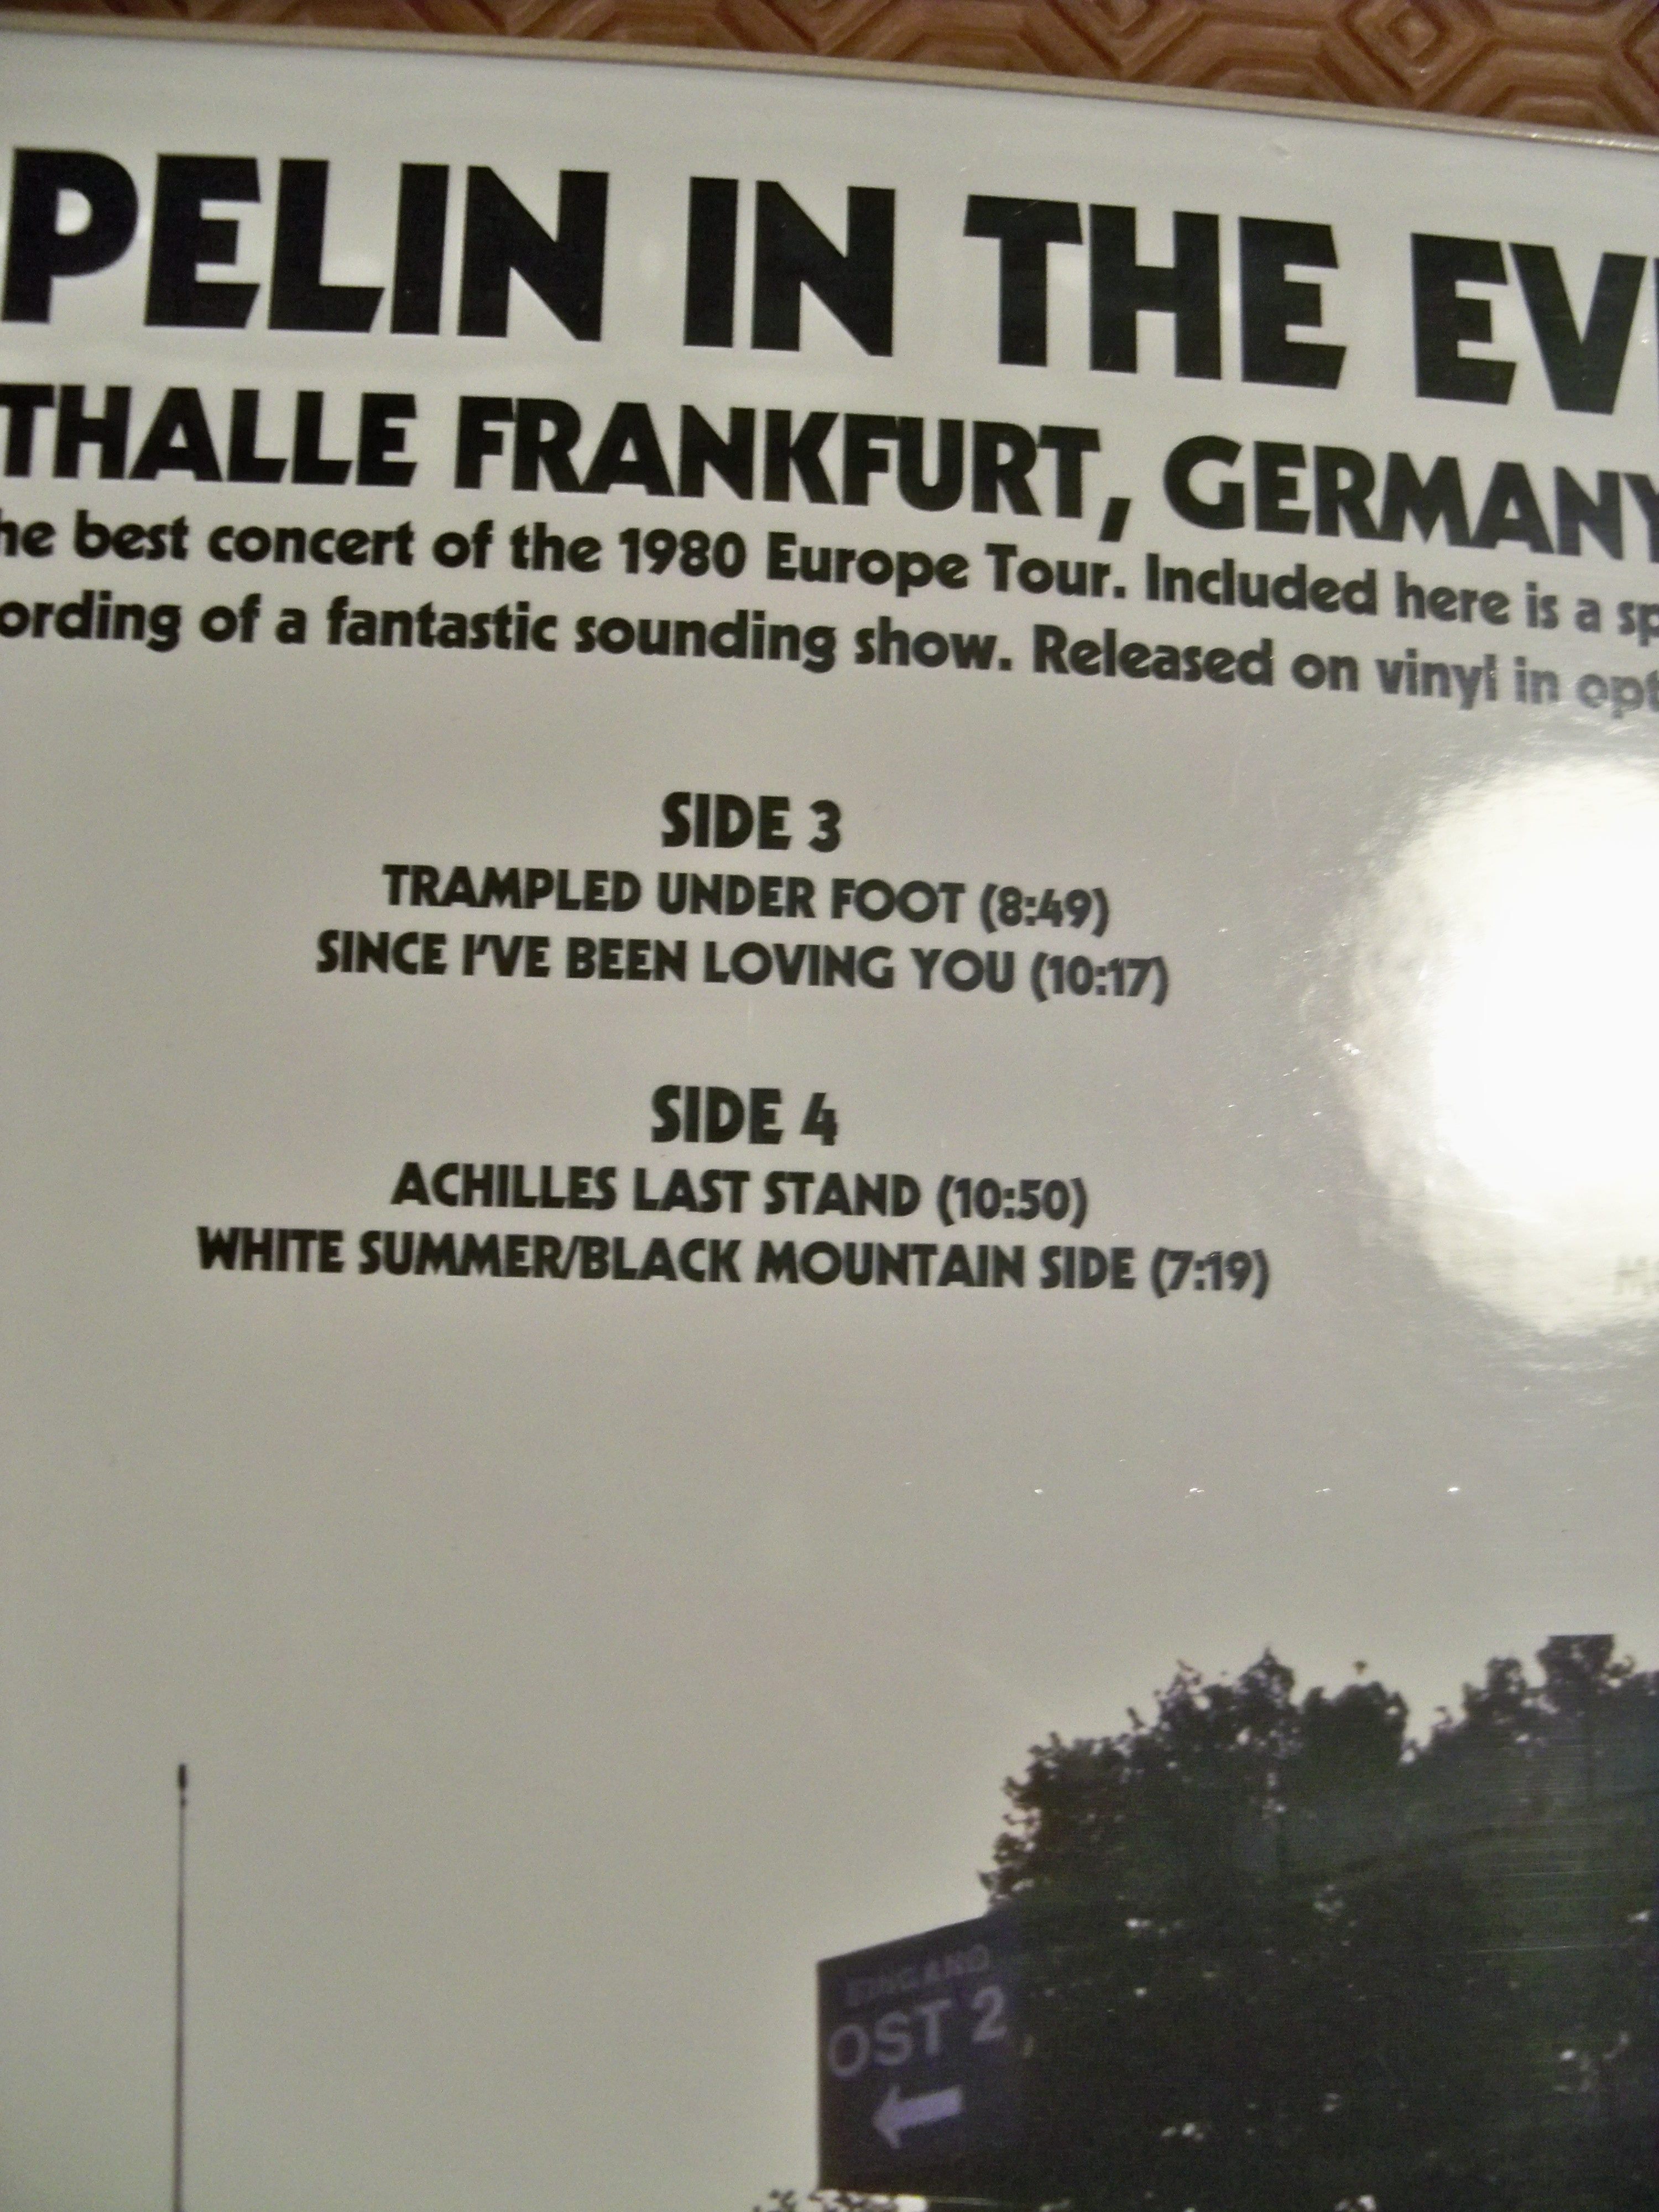 PELIN IN THE EV
THALLE FRANKFURT, GERMANY
he best concert of the 1980 Europe Tour. Included here is a sp
ording of a fantastic sounding show. Released on vinyl in opt
SIDE 3
TRAMPLED UNDER FOOT (8:49)
SINCE I'VE BEEN LOVING YOU (10:17)
SIDE 4
ACHILLES LAST STAND (10:50)
WHITE SUMMER/BLACK MOUNTAIN SIDE (7:19)
EINGANG
OST 2